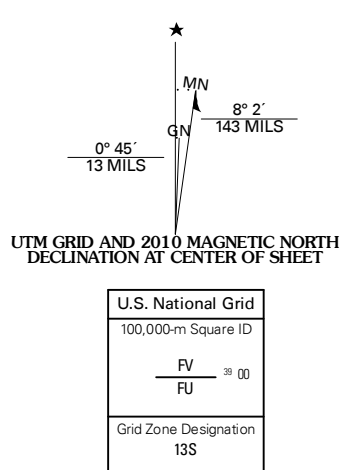 ★
MN
GN
8° 2´
143 MILS
0° 45´
13 MILS
UTM GRID AND 2010 MAGNETIC NORTH
DECLINATION AT CENTER OF SHEET
U.S. National Grid
100,000-m Square ID
FV
39 00
FU
Grid Zone Designation
13S